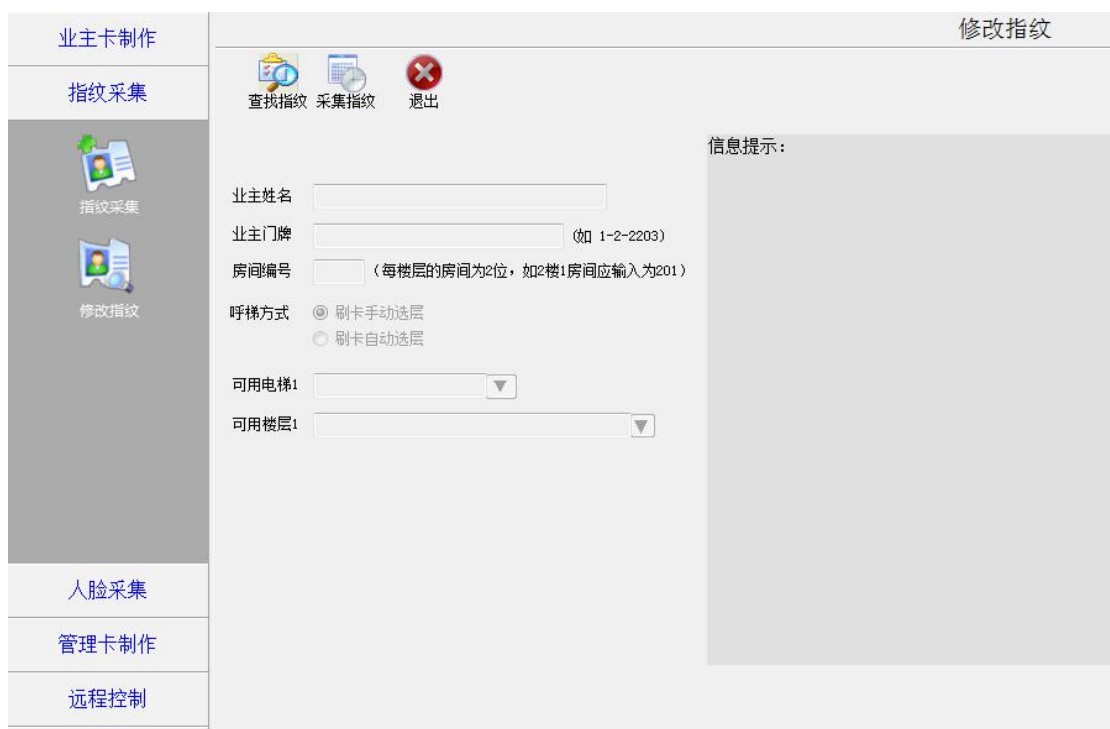 业主卡制作
指纹采集
指纹采集
修改指纹
人脸采集
管理卡制作
远程控制
修改指纹
查找指纹 采集指纹 退出
信息提示：
业主姓名
业主门牌 (如 1-2-2203)
房间编号 （每楼层的房间为2位，如2楼1房间应输入为201）
呼梯方式 刷卡手动选层
刷卡自动选层
可用电梯1
可用楼层1